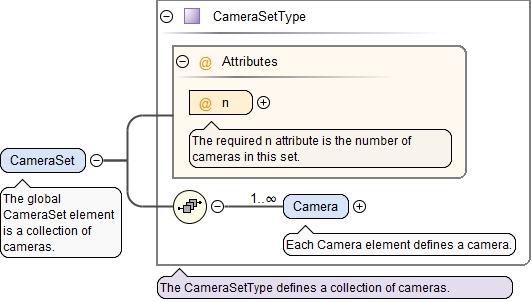 CameraSetType
@ Attributes
@ n
The required n attribute is the number of
cameras in this set.
CameraSet
The global
CameraSet element
is a collection of
cameras.
1..∞
Camera
Each Camera element defines a camera.
The CameraSetType defines a collection of cameras.